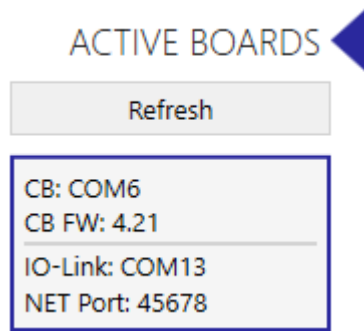 ACTIVE BOARDS
Refresh
CB: COM6
CB FW: 4.21
IO-Link: COM13
NET Port: 45678